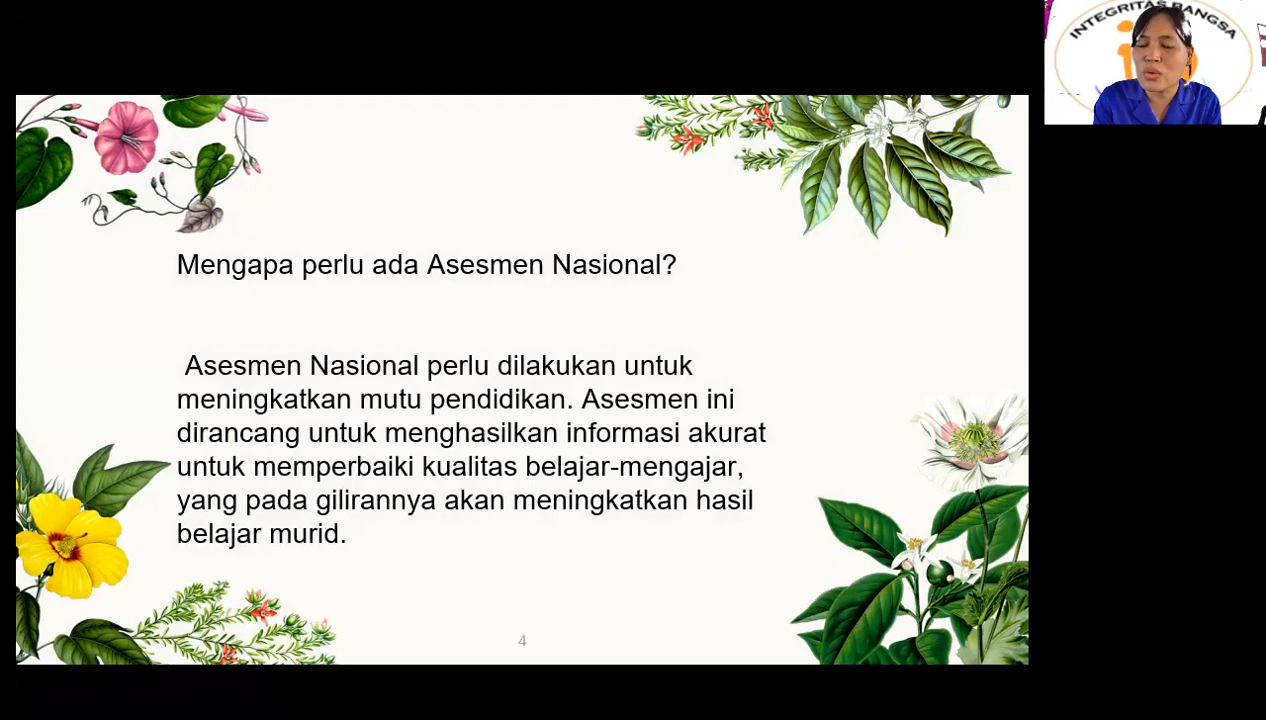 INTEGRITAS BANGSA
Mengapa perlu ada Asesmen Nasional?
Asesmen Nasional perlu dilakukan untuk
meningkatkan mutu pendidikan. Asesmen ini
dirancang untuk menghasilkan informasi akurat
untuk memperbaiki kualitas belajar-mengajar,
yang pada gilirannya akan meningkatkan hasil
belajar murid.
4